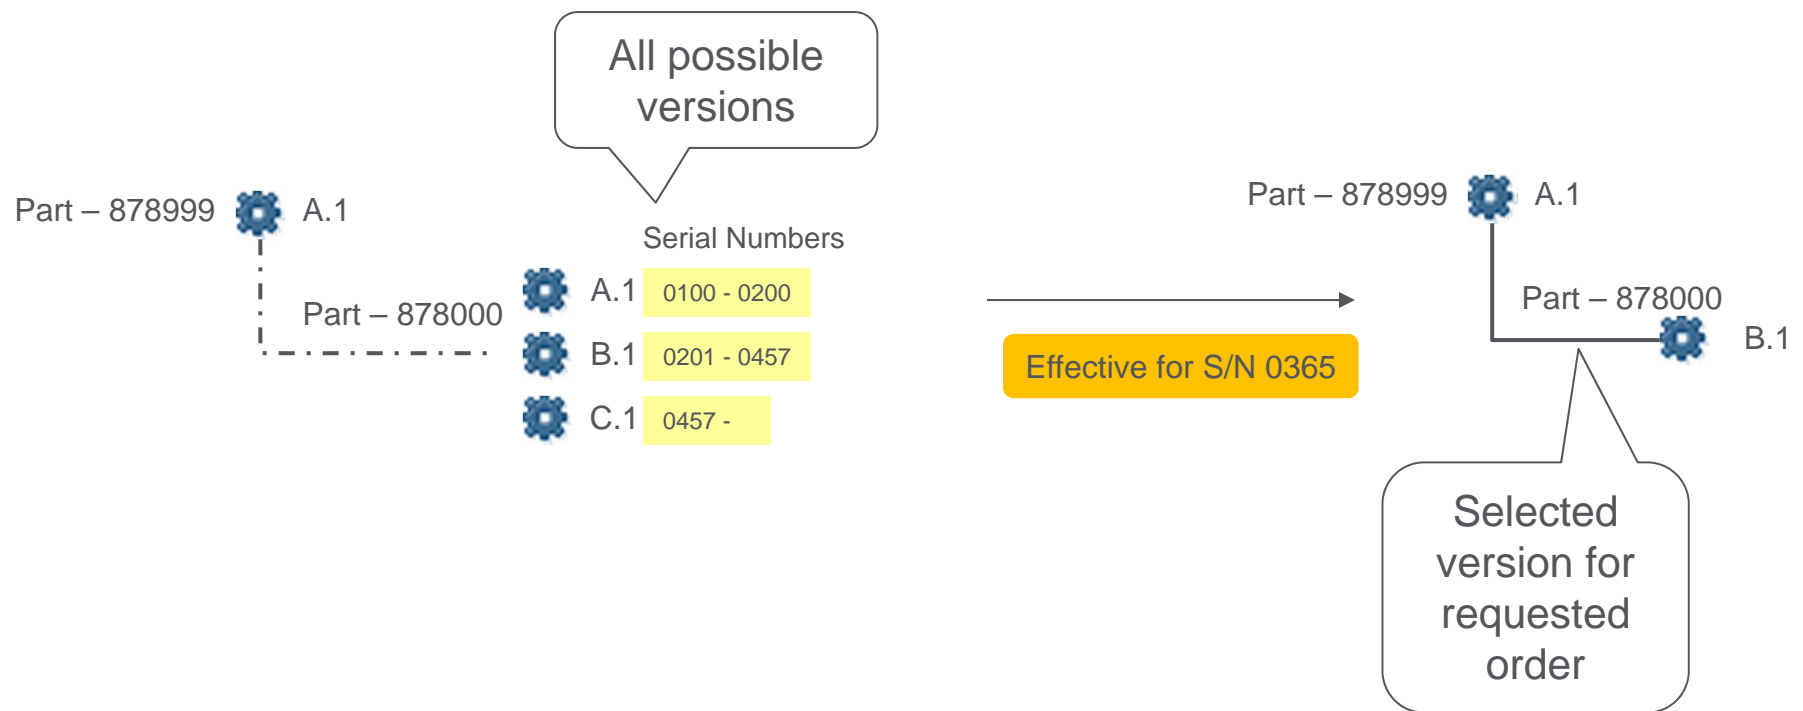 All possible
versions
Part – 878999 A.1
Serial Numbers
Part – 878000
A.1 0100 - 0200
B.1 0201 - 0457
C.1 0457 -
Effective for S/N 0365
Part – 878999 A.1
Part – 878000
B.1
Selected
version for
requested
order